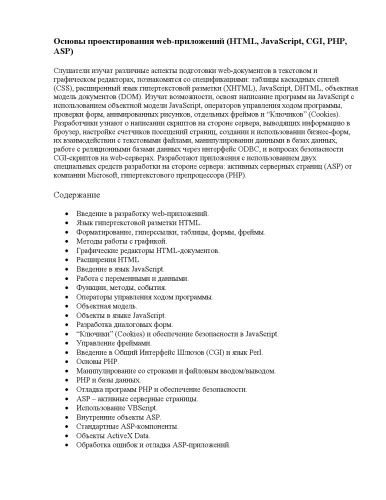 Основы проектирования web-приложений (HTML, JavaScript, CGI, PHP,
ASP)
Слушатели изучат различные аспекты подготовки web-документов в текстовом и
графическом редакторах, познакомятся со спецификациями: таблицы каскадных стилей
(CSS), расширенный язык гипертекстовой разметки (XHTML), JavaScript, DHTML, объектная
модель документов (DOM). Изучат возможности, освоят написание программ на JavaScript с
использованием объектной модели JavaScript, операторов управления ходом программы,
проверки форм, анимированных рисунков, отдельных фреймов и “Ключики” (Cookies).
Разработчики узнают о написании скриптов на стороне сервера, выводящих информацию в
броузер, настройке счетчиков посещений страниц, создании и использовании бизнес-форм,
их взаимодействии с текстовыми файлами, манипулировании данными в базах данных,
работе с реляционными базами данных через интерфейс ODBC, и вопросах безопасности
CGI-скриптов на web-серверах. Разработают приложения с использованием двух
специальных средств разработки на стороне сервера: активных серверных страниц (ASP) от
компании Microsoft, гипертекстового препроцессора (PHP).
Содержание
• Введение в разработку web-приложений.
• Язык гипертекстовой разметки HTML.
• Форматирование, гиперссылки, таблицы, формы, фреймы.
• Методы работы с графикой.
• Графические редакторы HTML-документов.
• Расширения HTML
• Введение в язык JavaScript.
• Работа с переменными и данными.
• Функции, методы, события.
• Операторы управления ходом программы.
• Объектная модель.
• Объекты в языке JavaScript.
• Разработка диалоговых форм.
• “Ключики” (Cookies) и обеспечение безопасности в JavaScript.
• Управление фреймами.
• Введение в Общий Интерфейс Шлюзов (CGI) и язык Perl.
• Основы PHP.
• Манипулирование со строками и файловым вводом/выводом.
• PHP и базы данных.
• Отладка программ PHP и обеспечение безопасности.
• ASP – активные серверные страницы.
• Использование VBScript.
• Внутренние объекты ASP.
• Стандартные ASP-компоненты.
• Объекты ActiveX Data.
• Обработка ошибок и отладка ASP-приложений.